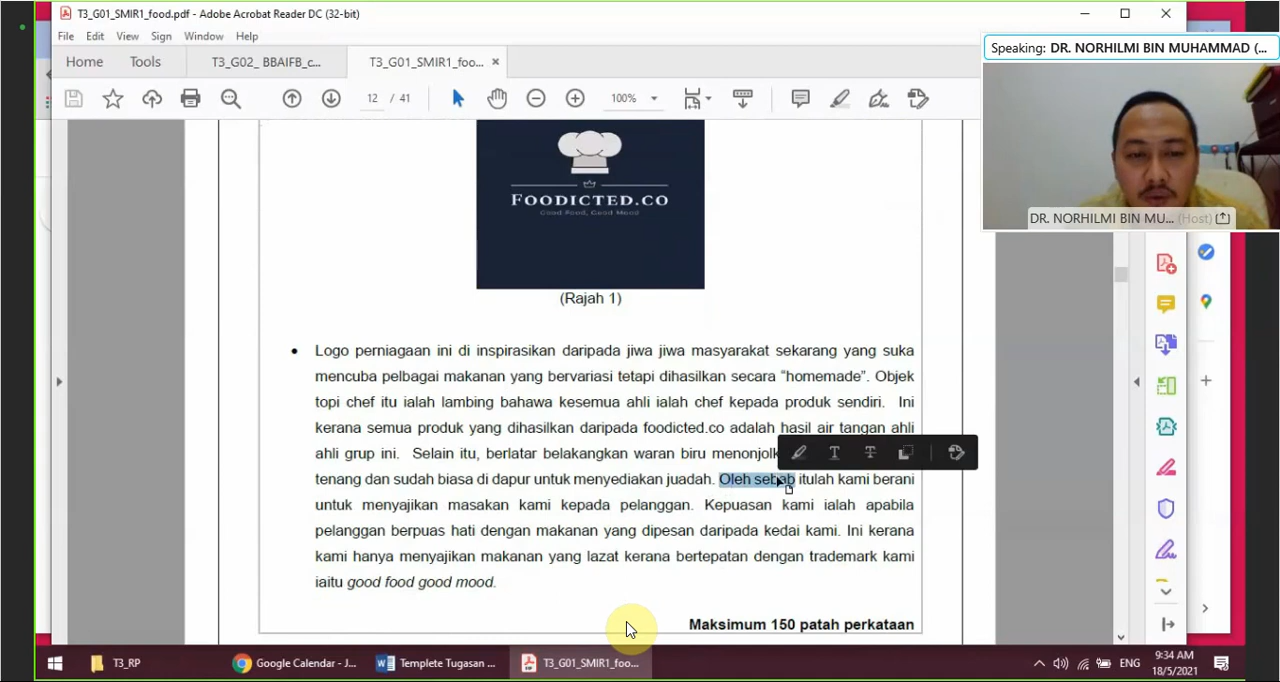 T3_G01_SMIR1_food.pdf - Adobe Acrobat Reader DC (32-bit)
File Edit View Sign Window Help
Home Tools T3_G02_ BBAIFB_c... T3_G01_SMIR1_foo... ×
12 / 41 100%
Speaking: DR. NORHILMI BIN MUHAMMAD (...
DR. NORHILMI BIN MU... (Host)
FOODICTED.CO
Good Food, Good Mood
(Rajah 1)
• Logo perniagaan ini di inspirasikan daripada jiwa jiwa masyarakat sekarang yang suka
mencuba pelbagai makanan yang bervariasi tetapi dihasilkan secara “homemade”. Objek
topi chef itu ialah lambing bahawa kesemua ahli ialah chef kepada produk sendiri. Ini
kerana semua produk yang dihasilkan daripada foodicted.co adalah hasil air tangan ahli
ahli grup ini. Selain itu, berlatar belakangkan waran biru menonjolk
tenang dan sudah biasa di dapur untuk menyediakan juadah. Oleh sebab itulah kami berani
untuk menyajikan masakan kami kepada pelanggan. Kepuasan kami ialah apabila
pelanggan berpuas hati dengan makanan yang dipesan daripada kedai kami. Ini kerana
kami hanya menyajikan makanan yang lazat kerana bertepatan dengan trademark kami
iaitu good food good mood.
Maksimum 150 patah perkataan
T3_RP Google Calendar - J... Templete Tugasan ... T3_G01_SMIR1_foo... ENG 9:34 AM
18/5/2021